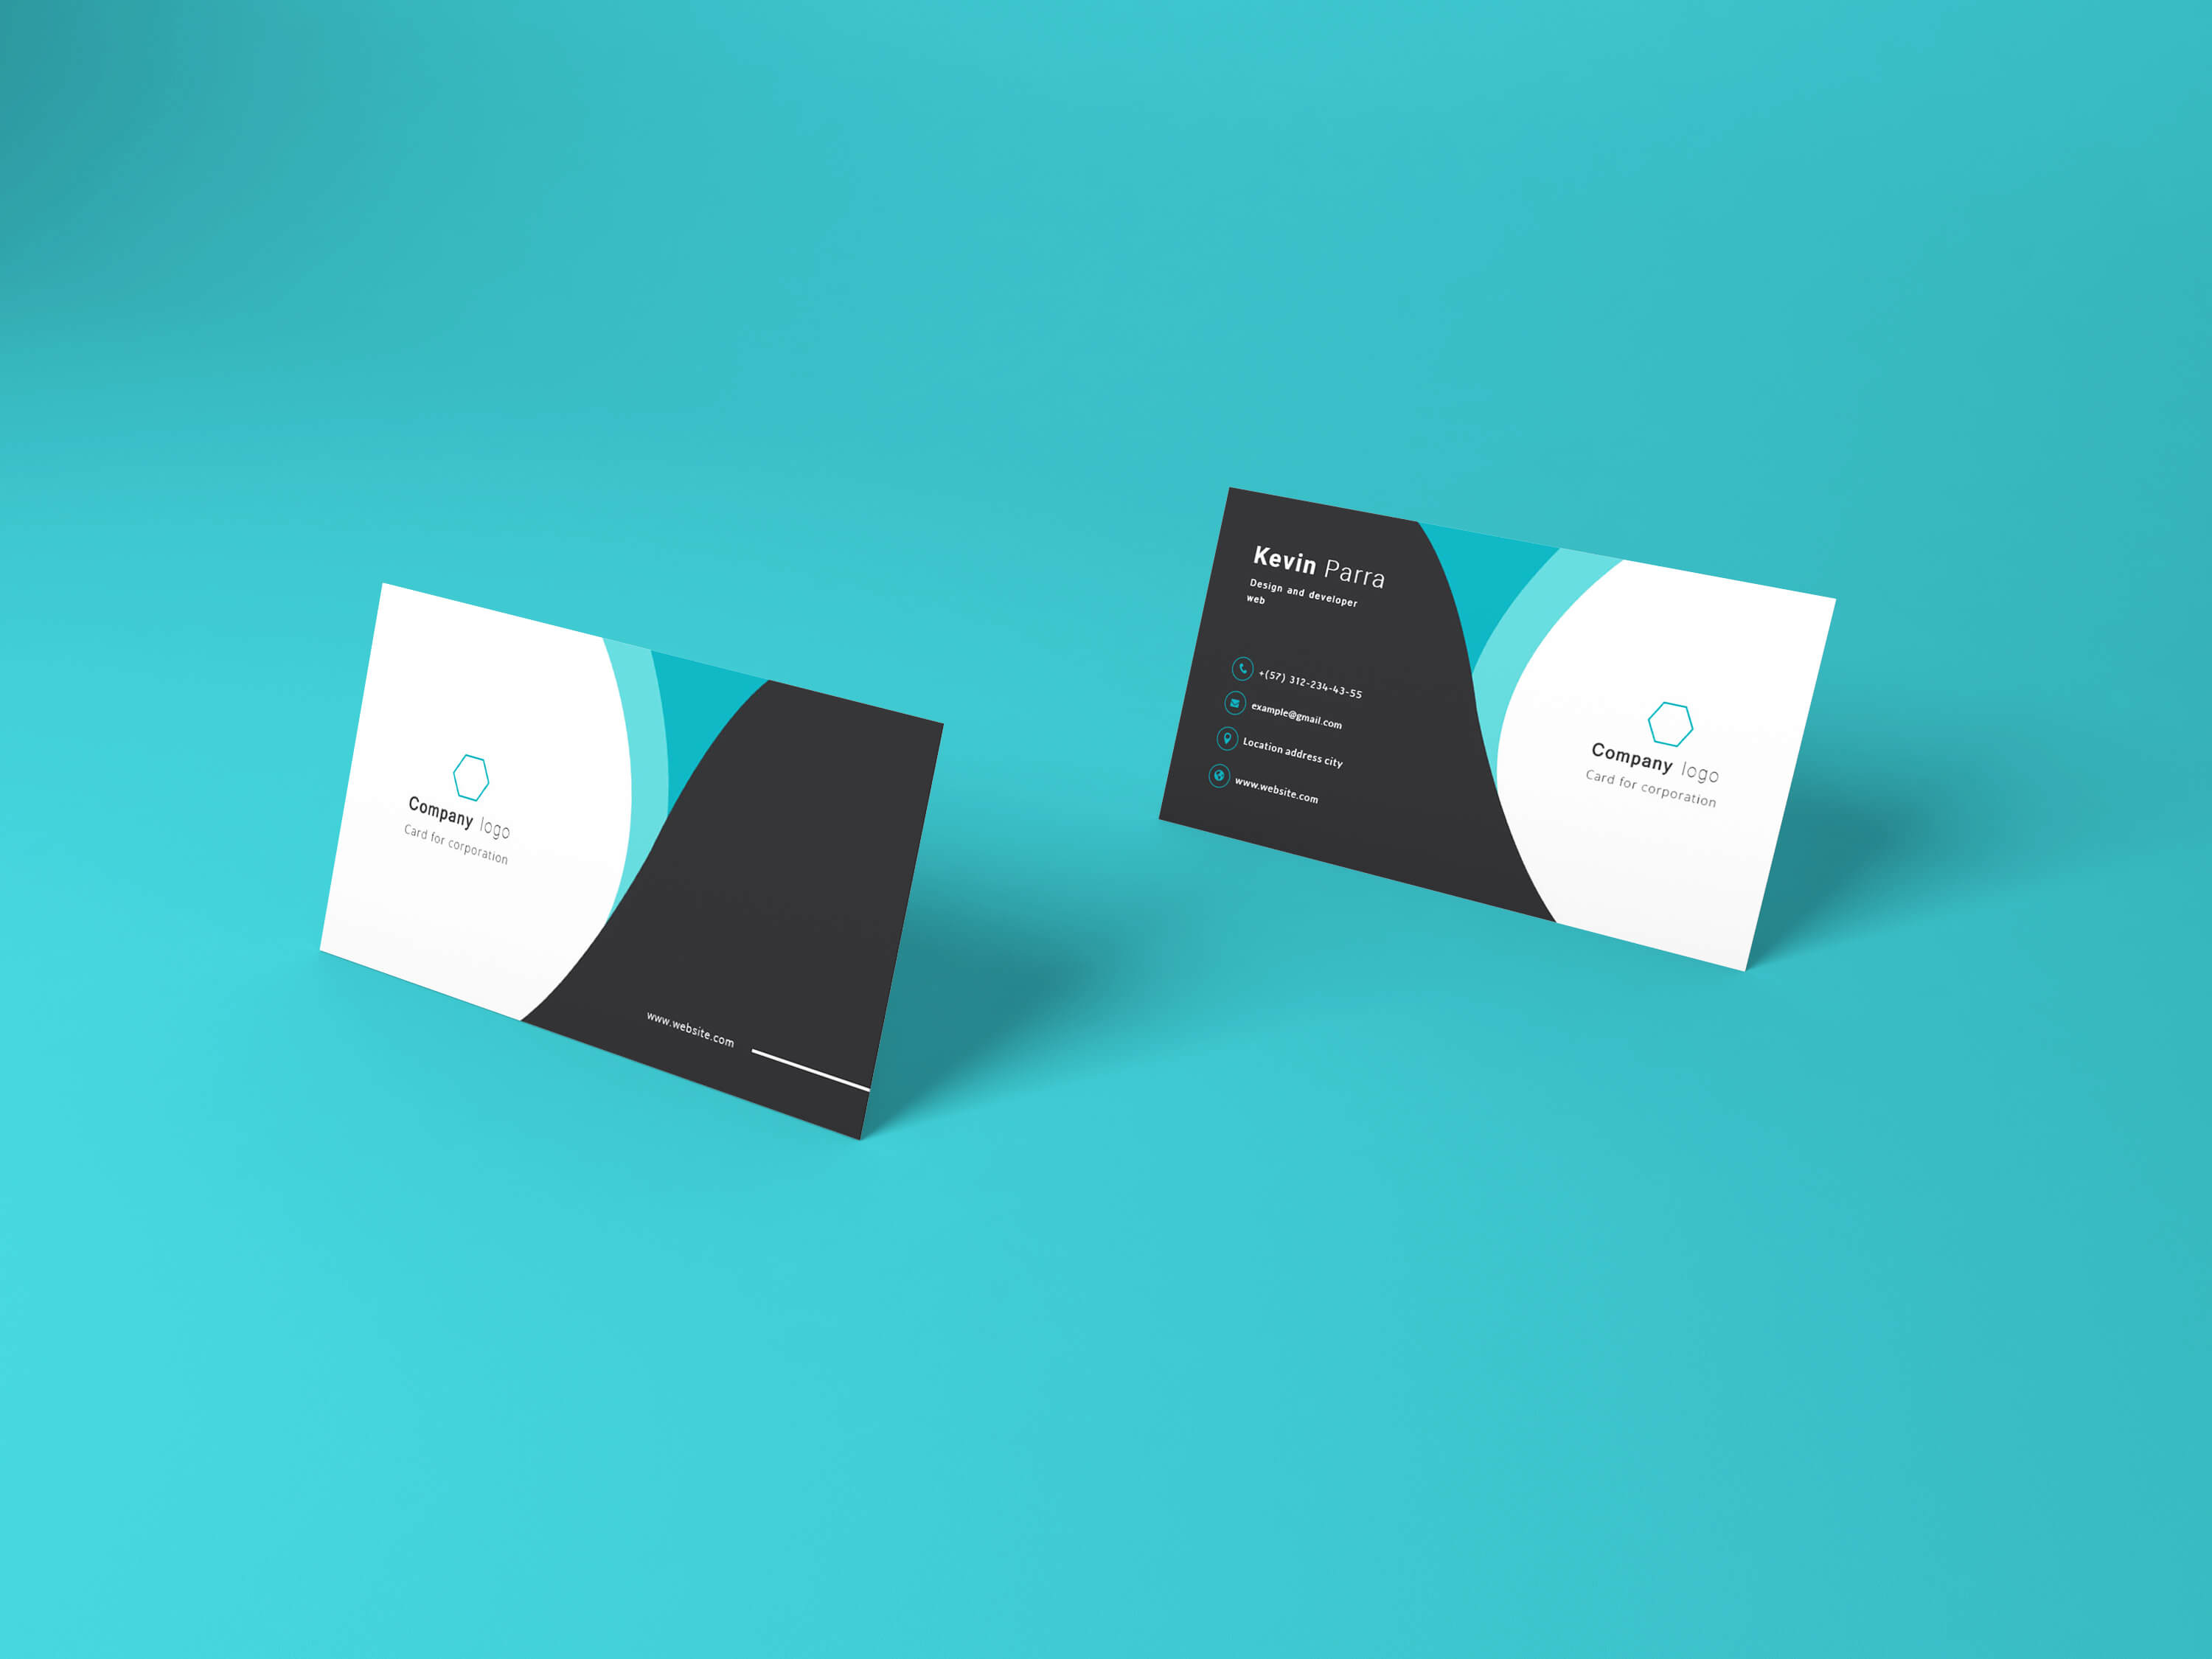 Company logo
Card for corporation
www.website.com
Kevin Parra
Design and developer
web
+(57) 312-234-43-55
example@gmail.com
Location address city
www.website.com
Company logo
Card for corporation